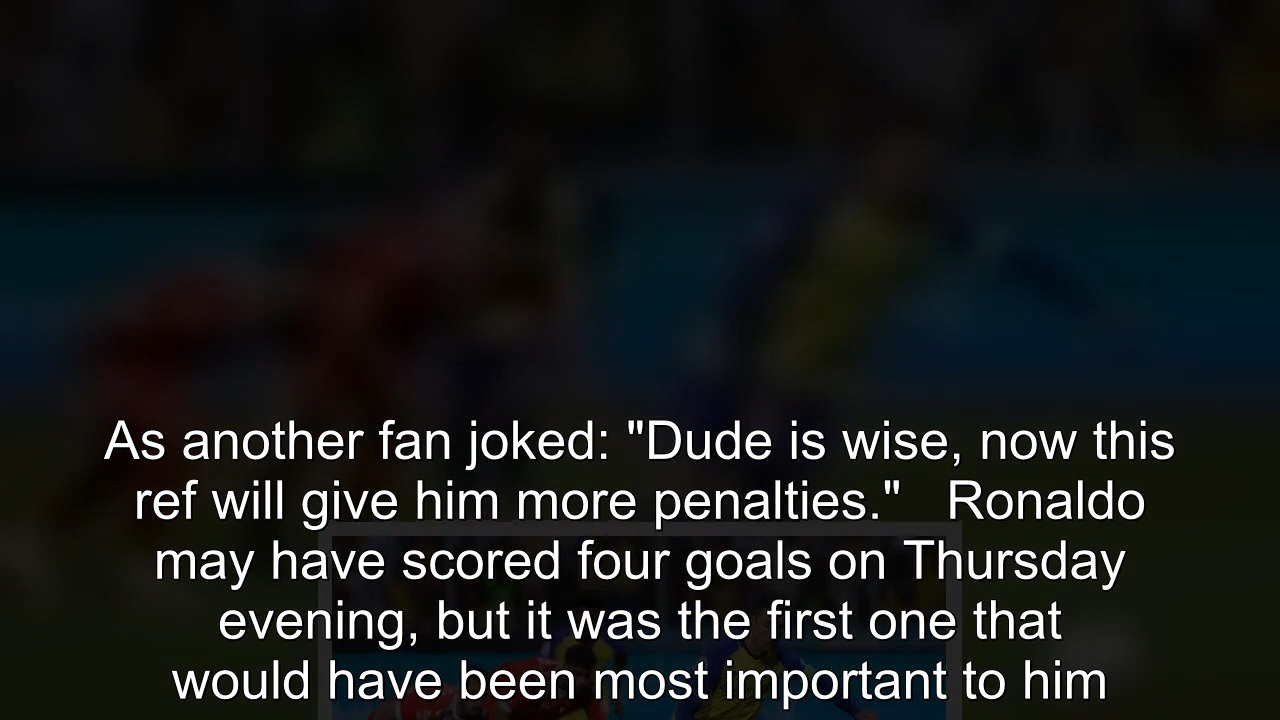 As another fan joked: "Dude is wise, now this
ref will give him more penalties."   Ronaldo
may have scored four goals on Thursday
evening, but it was the first one that
would have been most important to him